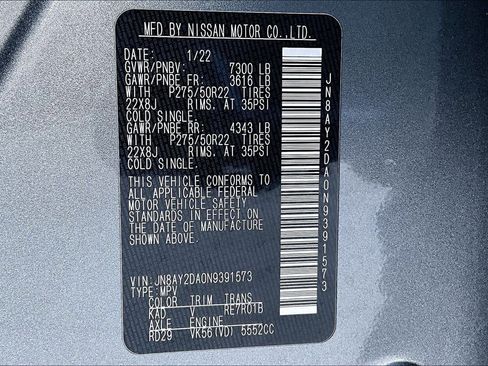 MFD BY NISSAN MOTOR CO.,LTD.
DATE: 1/22
GVWR/PNBV: 7300 LB
GAWR/PNBE FR: 3616 LB
WITH P275/50R22 TIRES
22X8J RIMS. AT 35PSI
COLD SINGLE.
GAWR/PNBE RR: 4343 LB
WITH P275/50R22 TIRES
22X8J RIMS. AT 35PSI
COLD SINGLE.
THIS VEHICLE CONFORMS TO
ALL APPLICABLE FEDERAL
MOTOR VEHICLE SAFETY
STANDARDS IN EFFECT ON THE
DATE OF MANUFACTURE
SHOWN ABOVE.
VIN: JN8AY2DA0N9391573
TYPE: MPV
COLOR TRIM TRANS
KAD V RE7R01B
AXLE ENGINE
RD29 VK56(VD) 5552CC
JN8AY2DA0N9391573